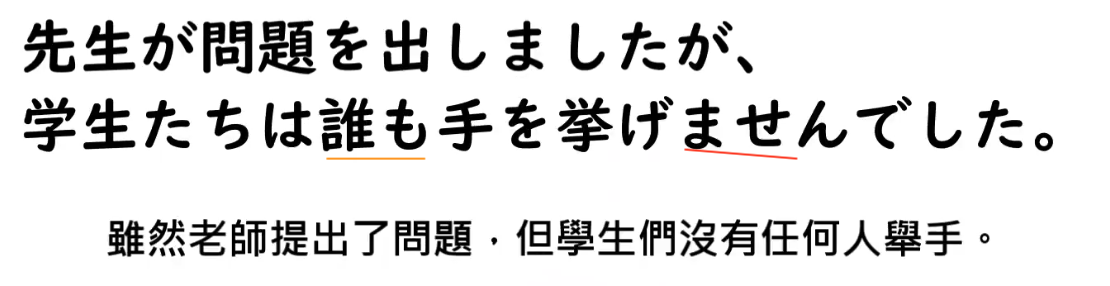 先生が問題を出しましたが、
学生たちは誰も手を挙げませんでした。
雖然老師提出了問題，但學生們沒有任何人舉手。